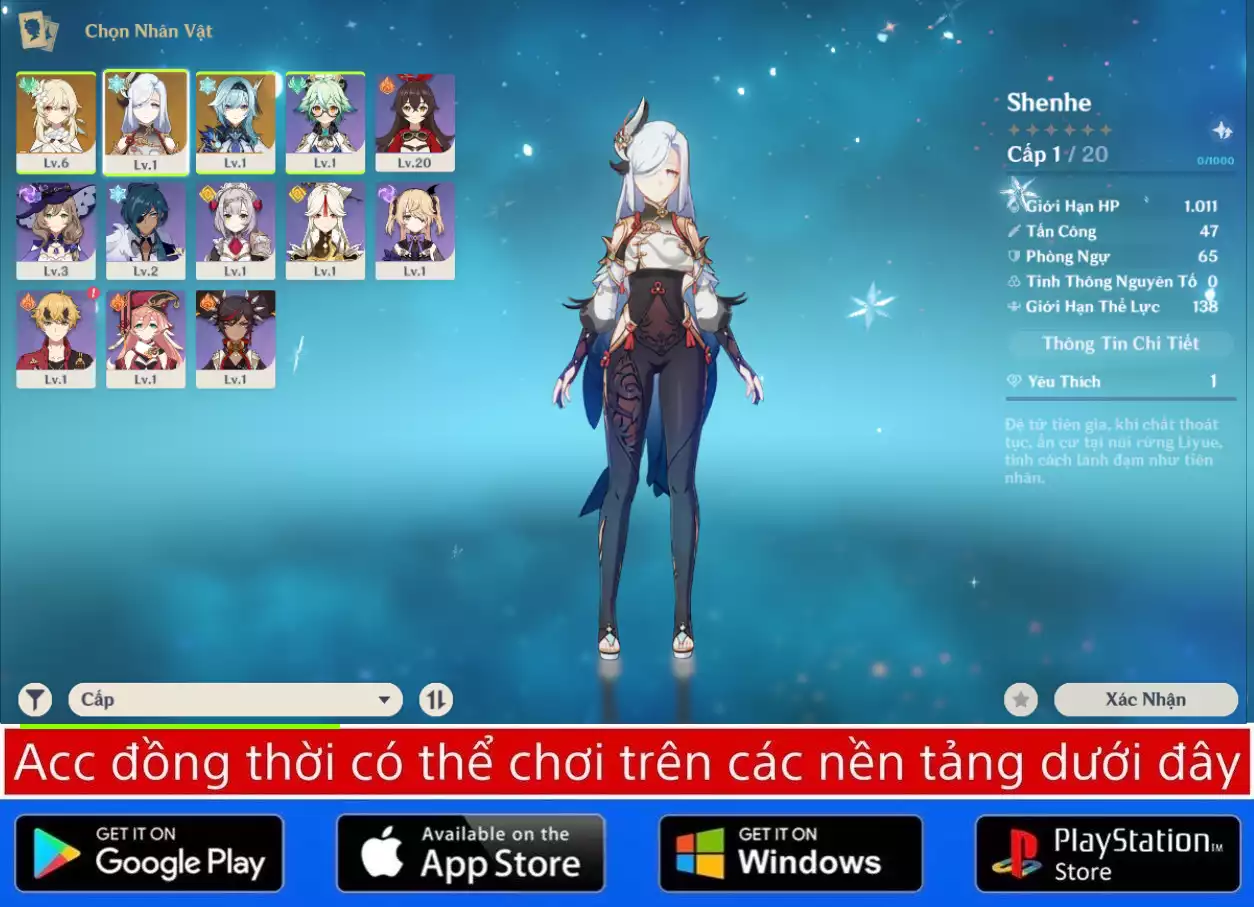 Chọn Nhân Vật
Lv.6
Lv.1
Lv.1
Lv.1
Lv.20
Lv.3
Lv.2
Lv.1
Lv.1
Lv.1
Lv.1
Lv.1
Lv.1
Shenhe
Cấp 1 / 20
0/1000
Giới Hạn HP 1.011
Tấn Công 47
Phòng Ngự 65
Tinh Thông Nguyên Tố 0
Giới Hạn Thể Lực 138
Thông Tin Chi Tiết
Yêu Thích 1
Đệ tử tiên gia, khí chất thoát
tục, ẩn cư tại núi rừng Liyue,
tính cách lãnh đạm như tiên
nhân.
Cấp
Xác Nhận
Acc đồng thời có thể chơi trên các nền tảng dưới đây
GET IT ON
Google Play
Available on the
App Store
GET IT ON
Windows
PlayStation™
Store